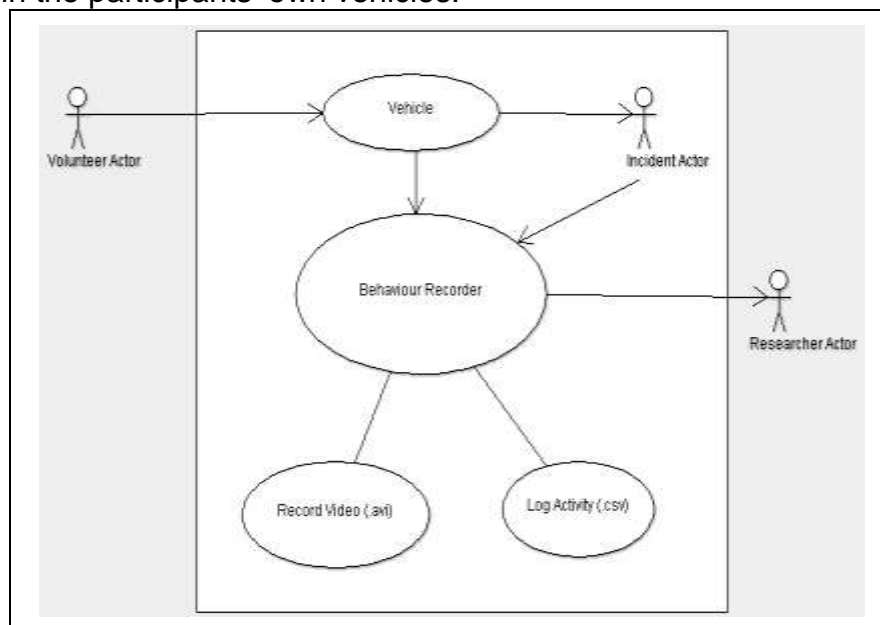 in the participants' own vehicles.
Vehicle
Volunteer Actor
Incident Actor
Behaviour Recorder
Researcher Actor
Record Video (.avi)
Log Activity (.csv)